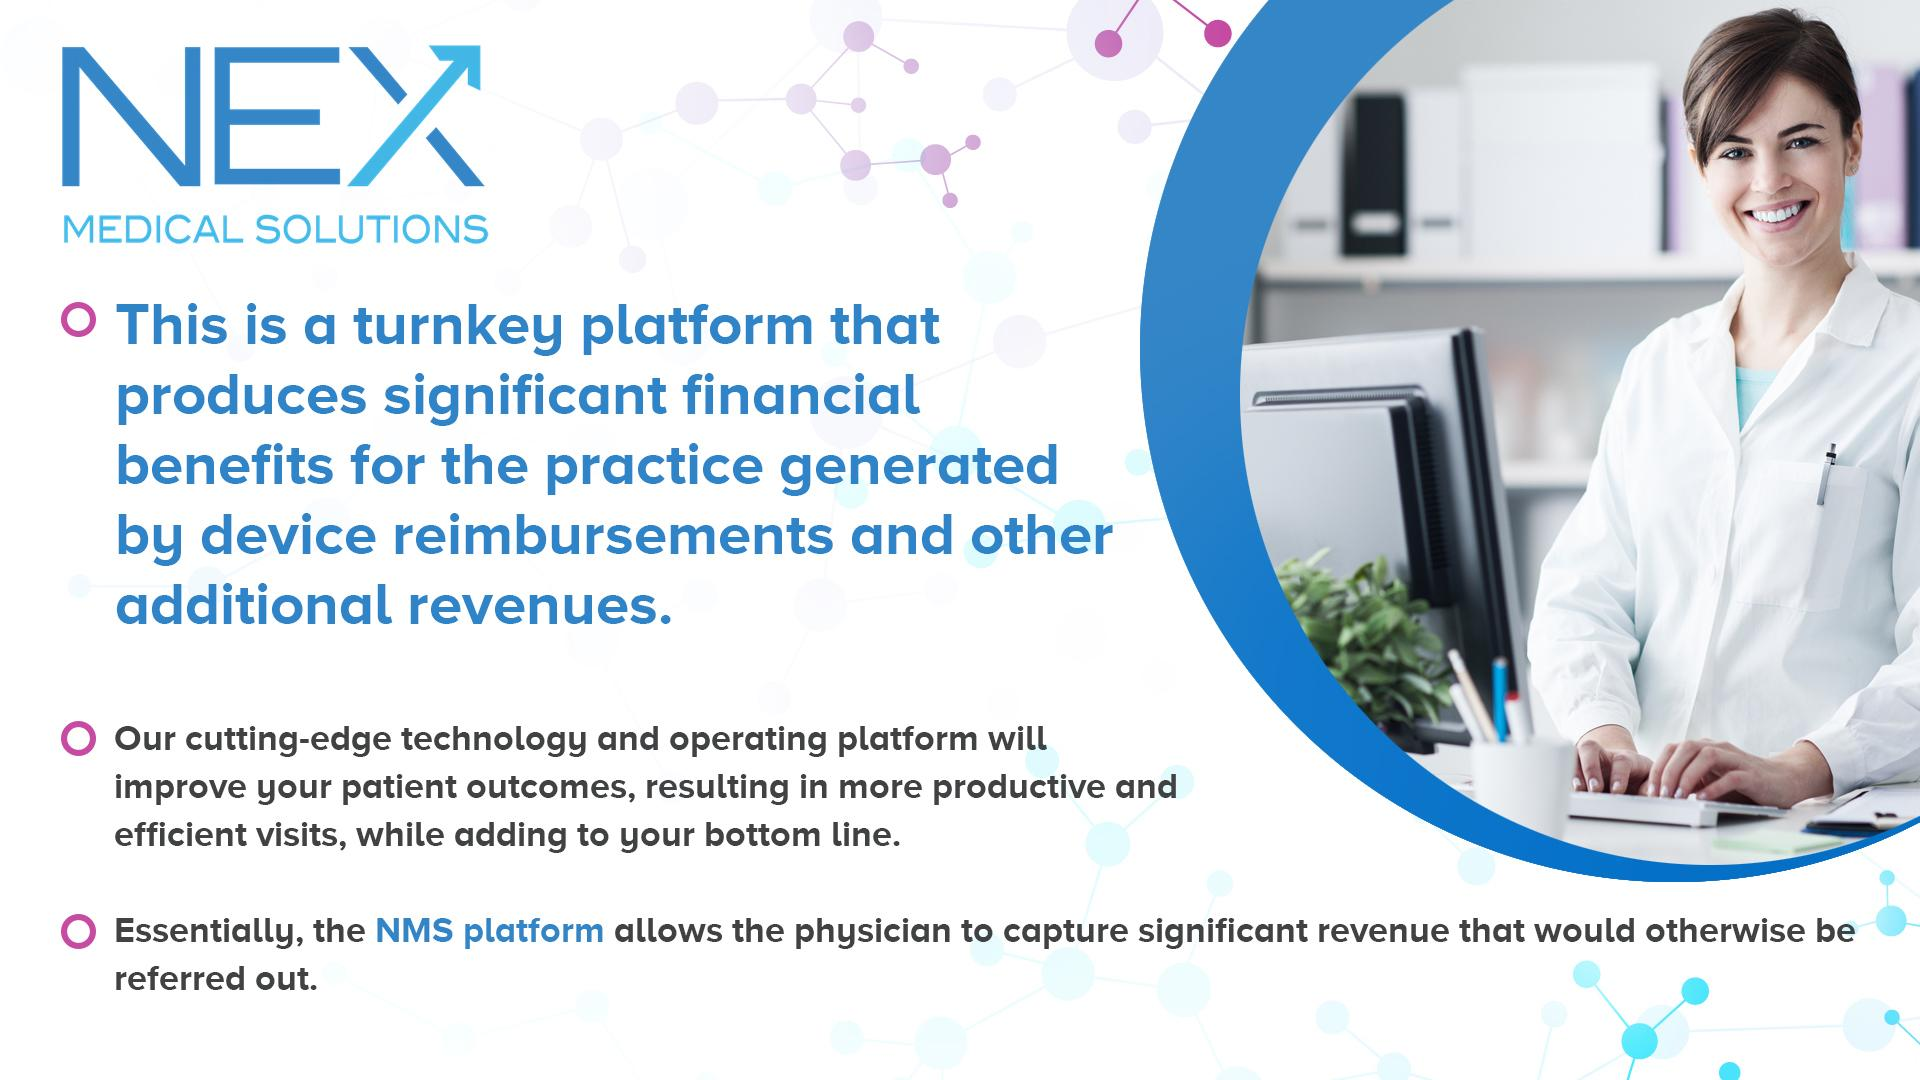 NEX
MEDICAL SOLUTIONS
This is a turnkey platform that
produces significant financial
benefits for the practice generated
by device reimbursements and other
additional revenues.
Our cutting-edge technology and operating platform will
improve your patient outcomes, resulting in more productive and
efficient visits, while adding to your bottom line.
Essentially, the NMS platform allows the physician to capture significant revenue that would otherwise be
referred out.